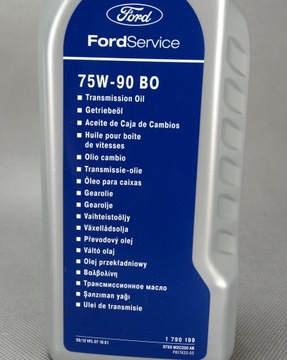 Ford
FordService
75W-90 BO
Transmission Oil
Getriebeöl
Aceite de Caja de Cambios
Huile pour boîte
de vitesses
Olio cambio
Transmissie-olie
Óleo para caixas
Gearolie
Gearolje
Vaihteistoöljy
Växellådsolja
Převodový olej
Váltó olaj
Olej przekładniowy
Βαλβολίνη
Трансмиссионное масло
Şanzıman yağı
Ulei de transmisie
1 790 199